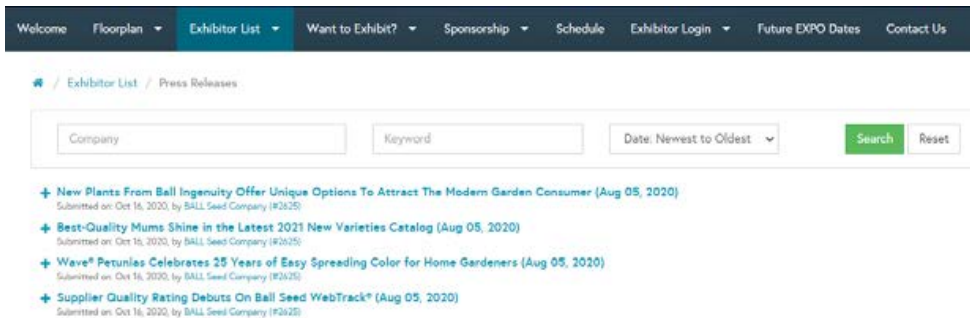 Welcome Floorplan Exhibitor List Want to Exhibit? Sponsorship Schedule Exhibitor Login Future EXPO Dates Contact Us
/ Exhibitor List / Press Releases
Company Keyword Date: Newest to Oldest Search Reset
+ New Plants From Ball Ingenuity Offer Unique Options To Attract The Modern Garden Consumer (Aug 05, 2020)
Submitted on: Oct 16, 2020, by BALL Seed Company (#2625)
+ Best-Quality Mums Shine in the Latest 2021 New Varieties Catalog (Aug 05, 2020)
Submitted on: Oct 16, 2020, by BALL Seed Company (#2625)
+ Wave® Petunias Celebrates 25 Years of Easy Spreading Color for Home Gardeners (Aug 05, 2020)
Submitted on: Oct 16, 2020, by BALL Seed Company (#2625)
+ Supplier Quality Rating Debuts On Ball Seed WebTrack® (Aug 05, 2020)
Submitted on: Oct 16, 2020, by BALL Seed Company (#2625)